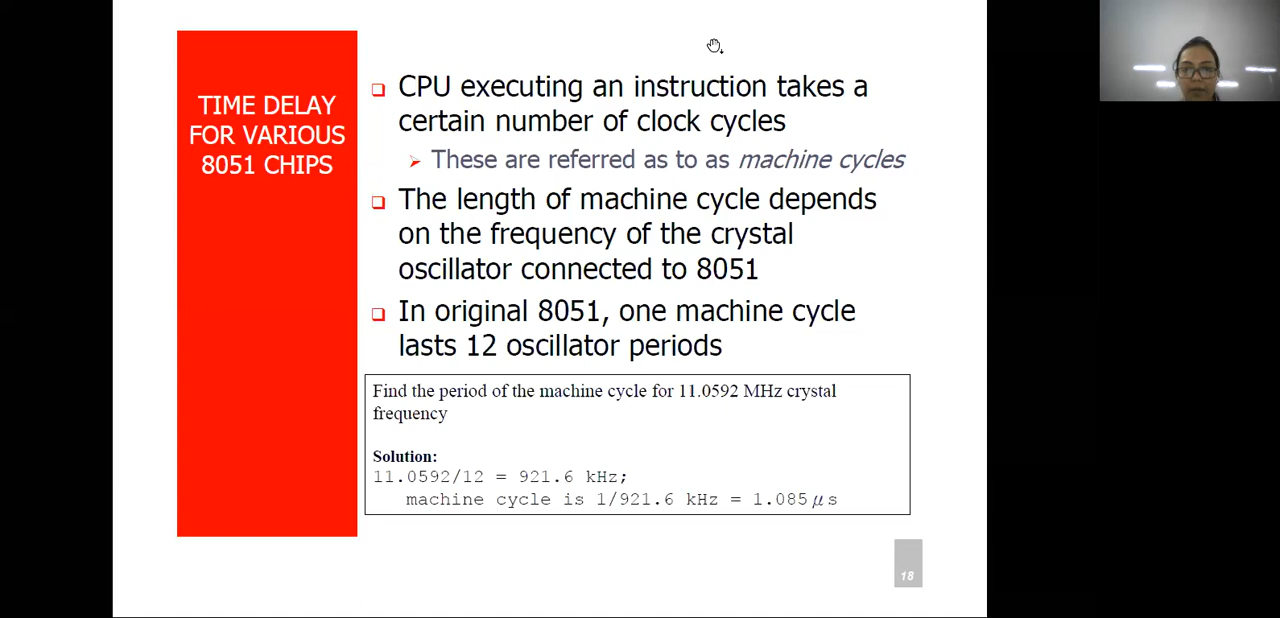 TIME DELAY
FOR VARIOUS
8051 CHIPS
❑ CPU executing an instruction takes a
certain number of clock cycles
➢ These are referred as to as machine cycles
❑ The length of machine cycle depends
on the frequency of the crystal
oscillator connected to 8051
❑ In original 8051, one machine cycle
lasts 12 oscillator periods
Find the period of the machine cycle for 11.0592 MHz crystal
frequency
Solution:
11.0592/12 = 921.6 kHz;
machine cycle is 1/921.6 kHz = 1.085μs
18